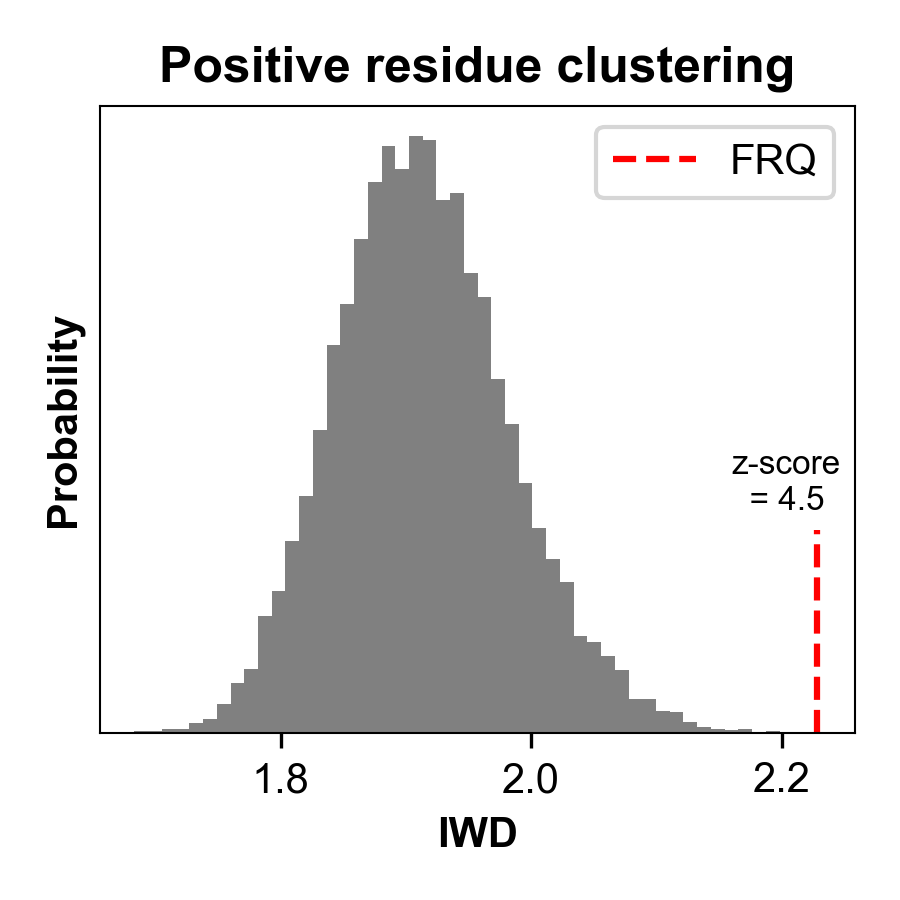 Positive residue clustering
FRQ
Probability
z-score
= 4.5
1.8
2.0
2.2
IWD